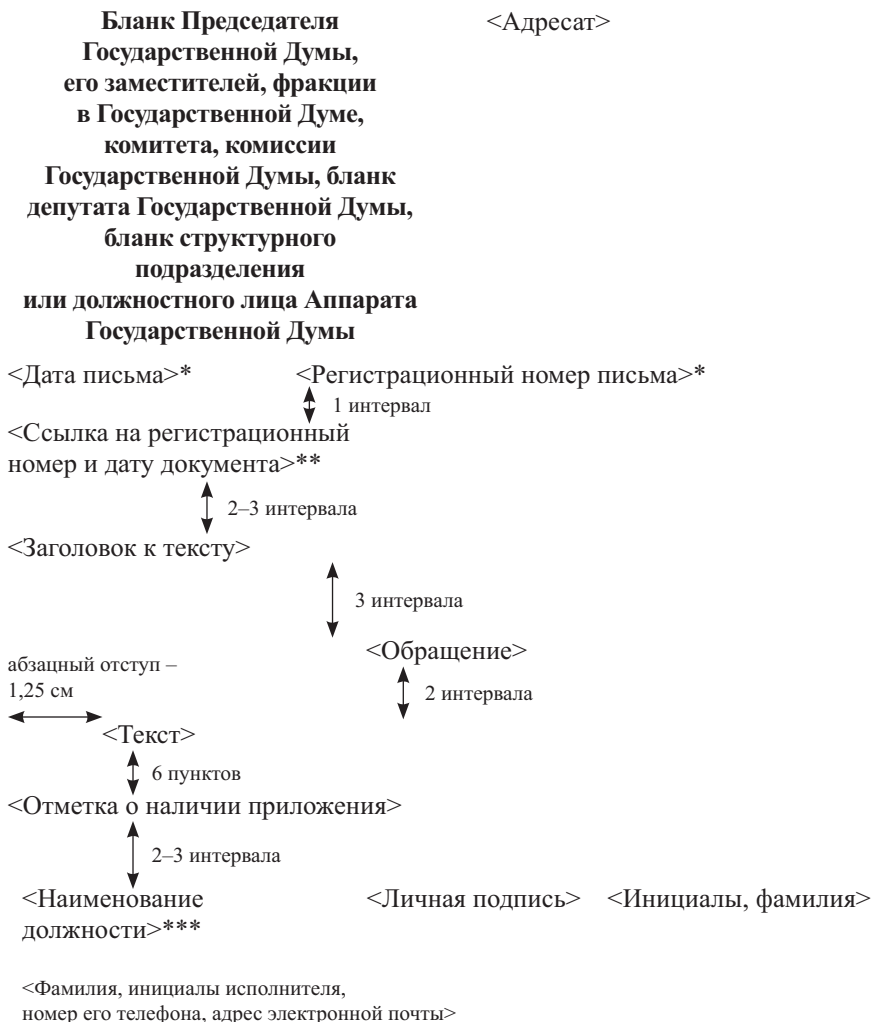 Бланк Председателя
Государственной Думы,
его заместителей, фракции
в Государственной Думе,
комитета, комиссии
Государственной Думы, бланк
депутата Государственной Думы,
бланк структурного
подразделения
или должностного лица Аппарата
Государственной Думы
<Адресат>
<Дата письма>* <Регистрационный номер письма>*
1 интервал
<Ссылка на регистрационный
номер и дату документа>**
2–3 интервала
<Заголовок к тексту>
3 интервала
<Обращение>
абзацный отступ –
1,25 см
2 интервала
<Текст>
6 пунктов
<Отметка о наличии приложения>
2–3 интервала
<Наименование
должности>***
<Личная подпись> <Инициалы, фамилия>
<Фамилия, инициалы исполнителя,
номер его телефона, адрес электронной почты>